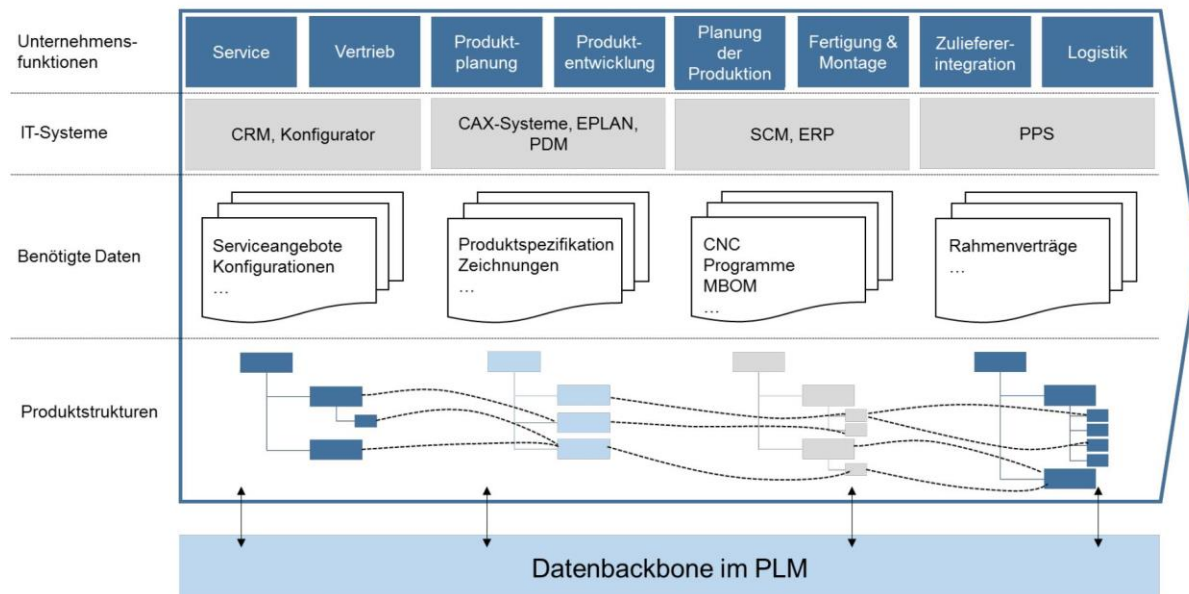 Unternehmens-
funktionen
Service
Vertrieb
Produkt-
planung
Produkt-
entwicklung
Planung
der
Produktion
Fertigung &
Montage
Zulieferer-
integration
Logistik
IT-Systeme
CRM, Konfigurator
CAX-Systeme, EPLAN,
PDM
SCM, ERP
PPS
Benötigte Daten
Serviceangebote
Konfigurationen
…
Produktspezifikation
Zeichnungen
…
CNC
Programme
MBOM
…
Rahmenverträge
…
Produktstrukturen
Datenbackbone im PLM